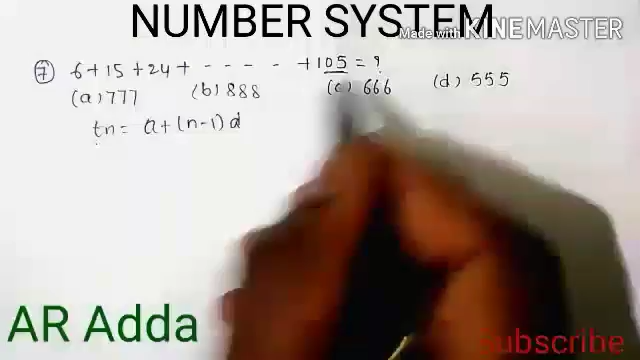 NUMBER SYSTEM
Made with KINEMASTER
7 6+15+24+ - - - - - +105 = ?
(a) 777 (b) 888 (c) 666 (d) 555
tn = a+(n-1)d
AR Adda
Subscribe